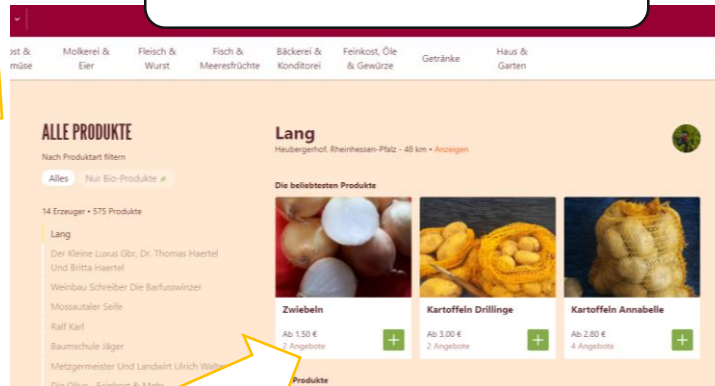 Molkerei &
Eier
Fleisch &
Wurst
Fisch &
Meeresfrüchte
Bäckerei &
Konditorei
Feinkost, Öle
& Gewürze
Getränke
Haus &
Garten
ALLE PRODUKTE
Nach Produktart filtern
Alles Nur Bio-Produkte
14 Erzeuger • 575 Produkte
Lang
Der Kleine Luxus Gbr, Dr. Thomas Haertel
Und Britta Haertel
Weinbau Schreiber Die Barfusswinzer
Mossautaler Seife
Ralf Karl
Baumschule Jäger
Metzgermeister Und Landwirt Ulrich
Lang
Heubergerhof, Rheinhessen-Pfalz - 48 km • Anzeigen
Die beliebtesten Produkte
Zwiebeln
Ab 1,50 €
2 Angebote
Kartoffeln Drillinge
Ab 3,00 €
2 Angebote
Kartoffeln Annabelle
Ab 2,80 €
4 Angebote
Produkte